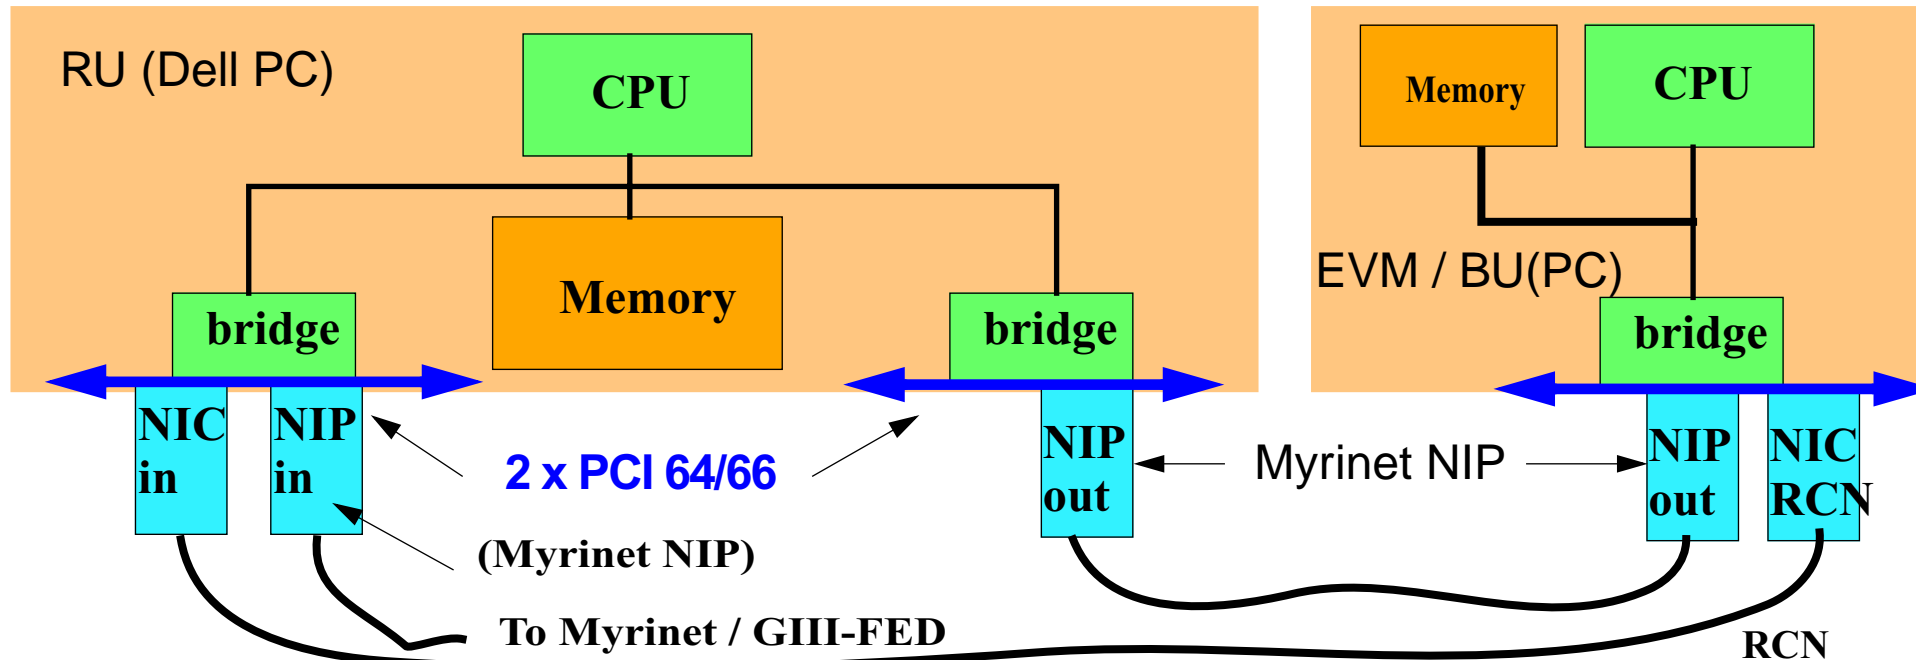 RU (Dell PC)
CPU
Memory
CPU
Memory
EVM / BU(PC)
bridge
bridge
bridge
NIC
in
NIP
in
2 x PCI 64/66
NIP
out
Myrinet NIP
NIP
out
NIC
RCN
(Myrinet NIP)
To Myrinet / GIII-FED
RCN